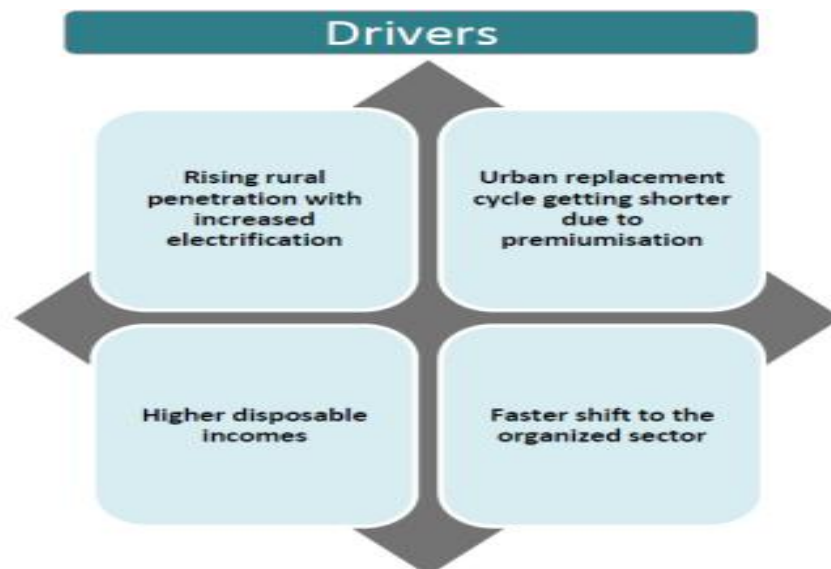 Drivers
Rising rural
penetration with
increased
electrification
Urban replacement
cycle getting shorter
due to
premiumisation
Higher disposable
incomes
Faster shift to the
organized sector